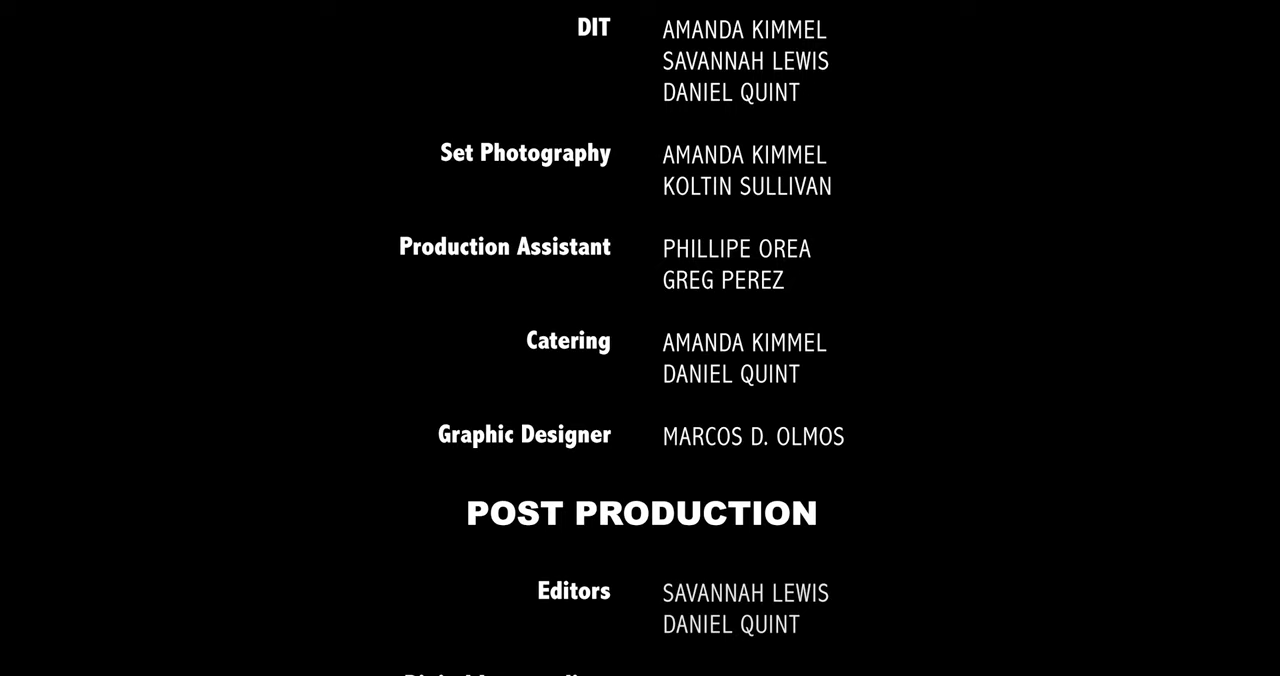 DIT AMANDA KIMMEL
SAVANNAH LEWIS
DANIEL QUINT
Set Photography AMANDA KIMMEL
KOLTIN SULLIVAN
Production Assistant PHILLIPE OREA
GREG PEREZ
Catering AMANDA KIMMEL
DANIEL QUINT
Graphic Designer MARCOS D. OLMOS
POST PRODUCTION
Editors SAVANNAH LEWIS
DANIEL QUINT